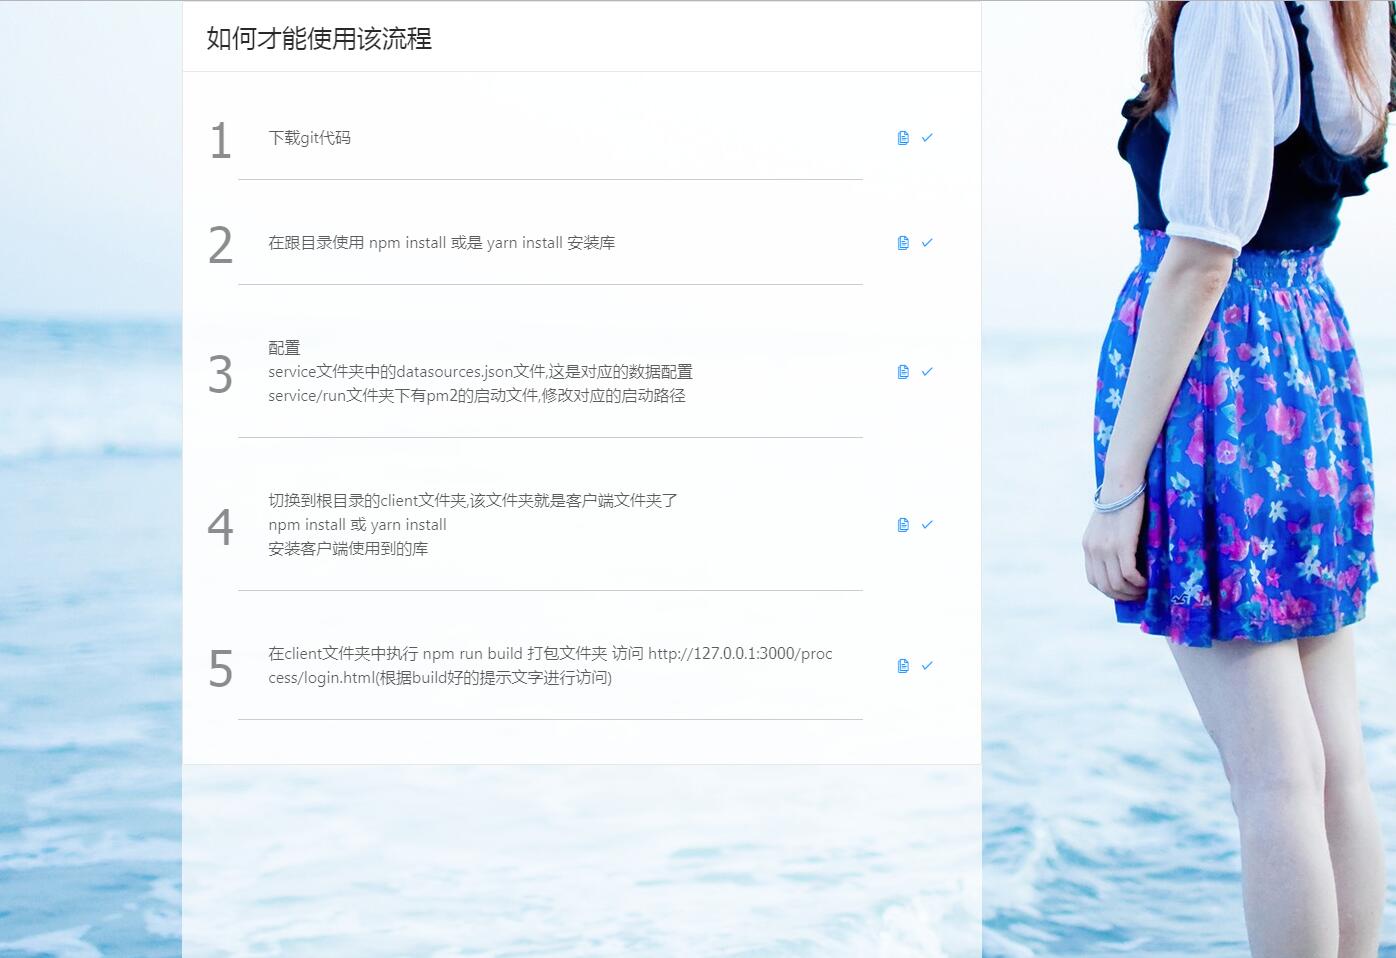 如何才能使用该流程
1
下载git代码
2
在跟目录使用 npm install 或是 yarn install 安装库
3
配置
service文件夹中的datasources.json文件,这是对应的数据配置
service/run文件夹下有pm2的启动文件,修改对应的启动路径
4
切换到根目录的client文件夹,该文件夹就是客户端文件夹了
npm install 或 yarn install
安装客户端使用到的库
5
在client文件夹中执行 npm run build 打包文件夹 访问 http://127.0.0.1:3000/proc
cess/login.html(根据build好的提示文字进行访问)